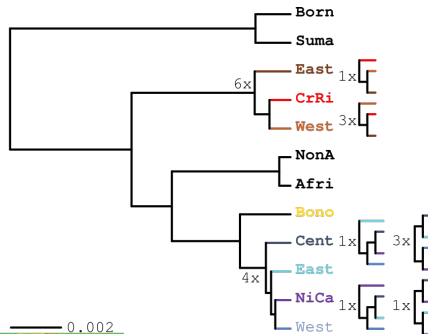 Born
Suma
East
6x
1x
CrRi
3x
West
NonA
Afri
Bono
Cent
1x
3x
East
4x
NiCa
1x
1x
West
0.002